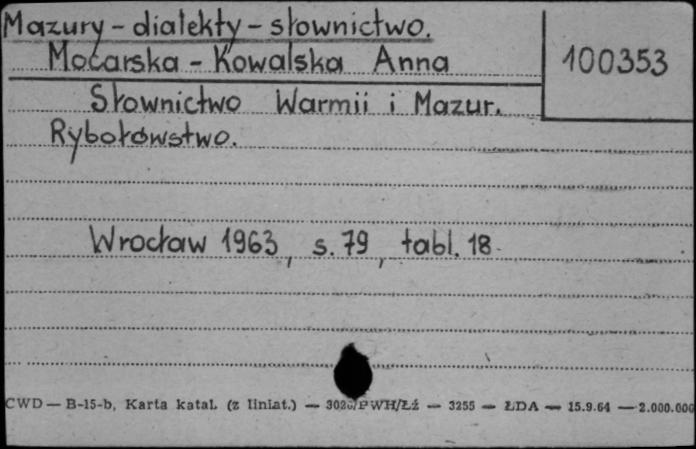 Mazury - dialekty - słownictwo.
Mocarska - Kowalska Anna
100353
Słownictwo Warmii i Mazur.
Rybołówstwo.
Wrocław 1963, s. 79, tabl. 18
CWD — B-15-b, Karta katal. (z liniat.) — /PWH/Łź — 3255 — ŁDA — 15.9.64 — 2.000.000